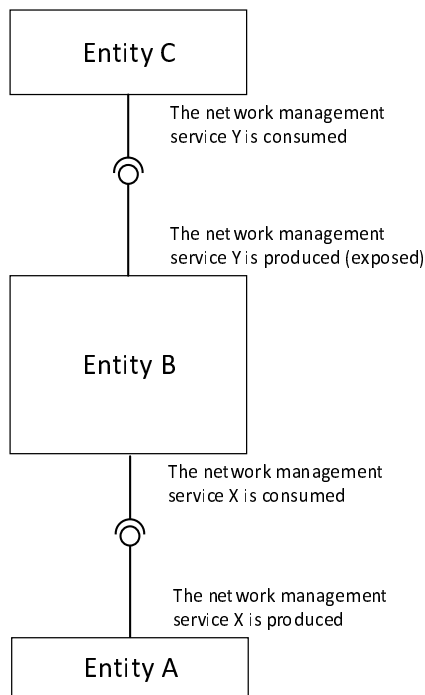 Entity C
The network management
service Y is consumed
The network management
service Y is produced (exposed)
Entity B
The network management
service X is consumed
The network management
service X is produced
Entity A